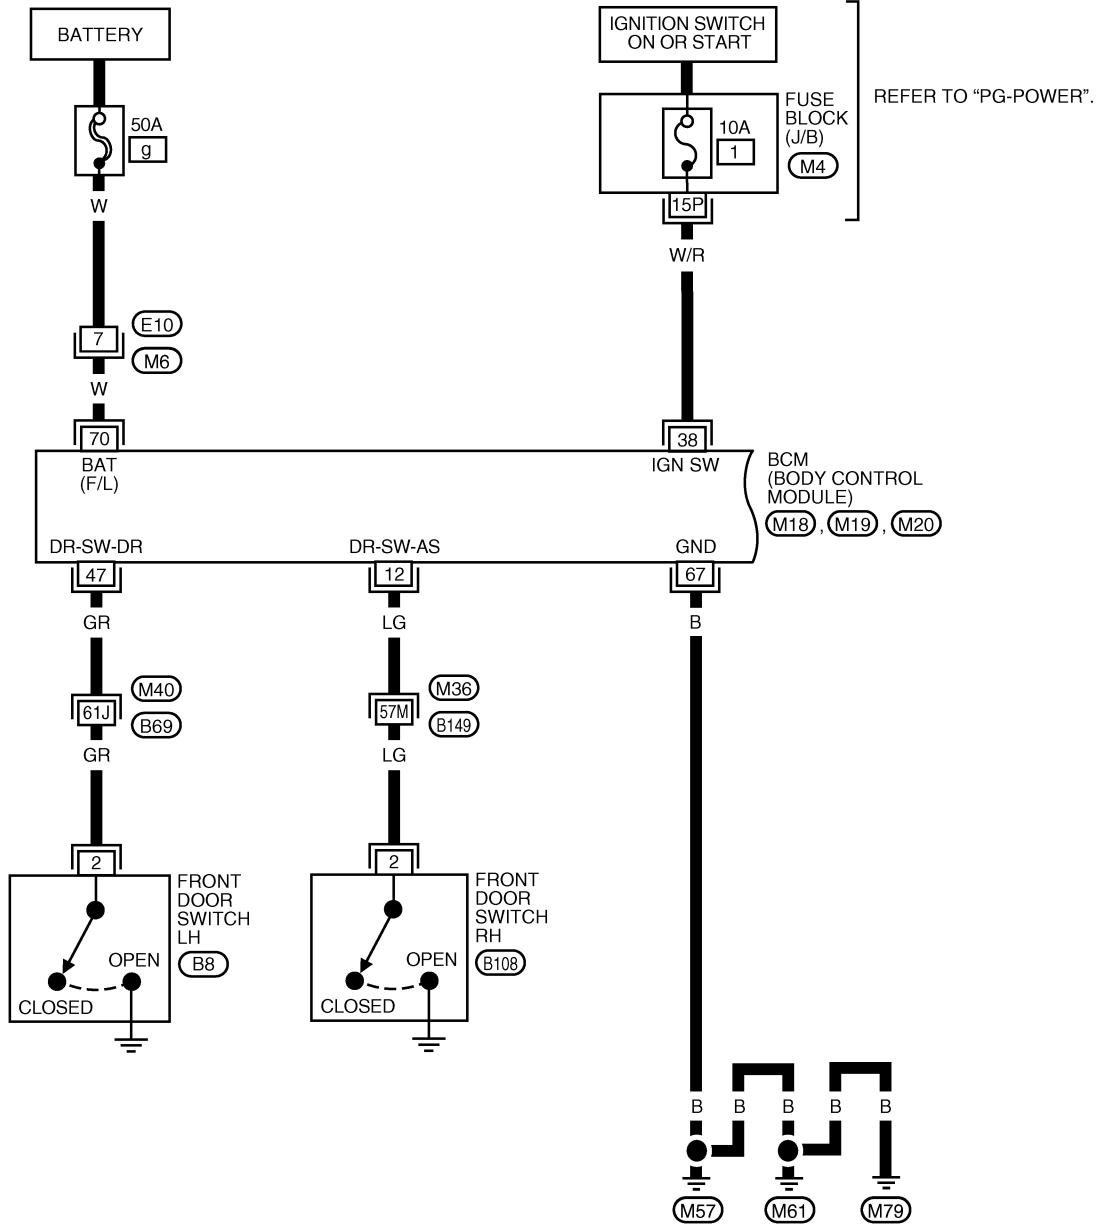 BATTERY
IGNITION SWITCH
ON OR START
REFER TO “PG-POWER”.
50A
g
10A
1
FUSE
BLOCK
(J/B)
M4
15P
W
W/R
7
E10
M6
W
70
38
BAT
(F/L)
IGN SW
BCM
(BODY CONTROL
MODULE)
M18 , M19 , M20
DR-SW-DR
DR-SW-AS
GND
47
12
67
GR
LG
B
61J
M40
B69
57M
M36
B149
GR
LG
2
2
FRONT
DOOR
SWITCH
LH
B8
OPEN
CLOSED
FRONT
DOOR
SWITCH
RH
B108
OPEN
CLOSED
B B B B B
M57 M61 M79